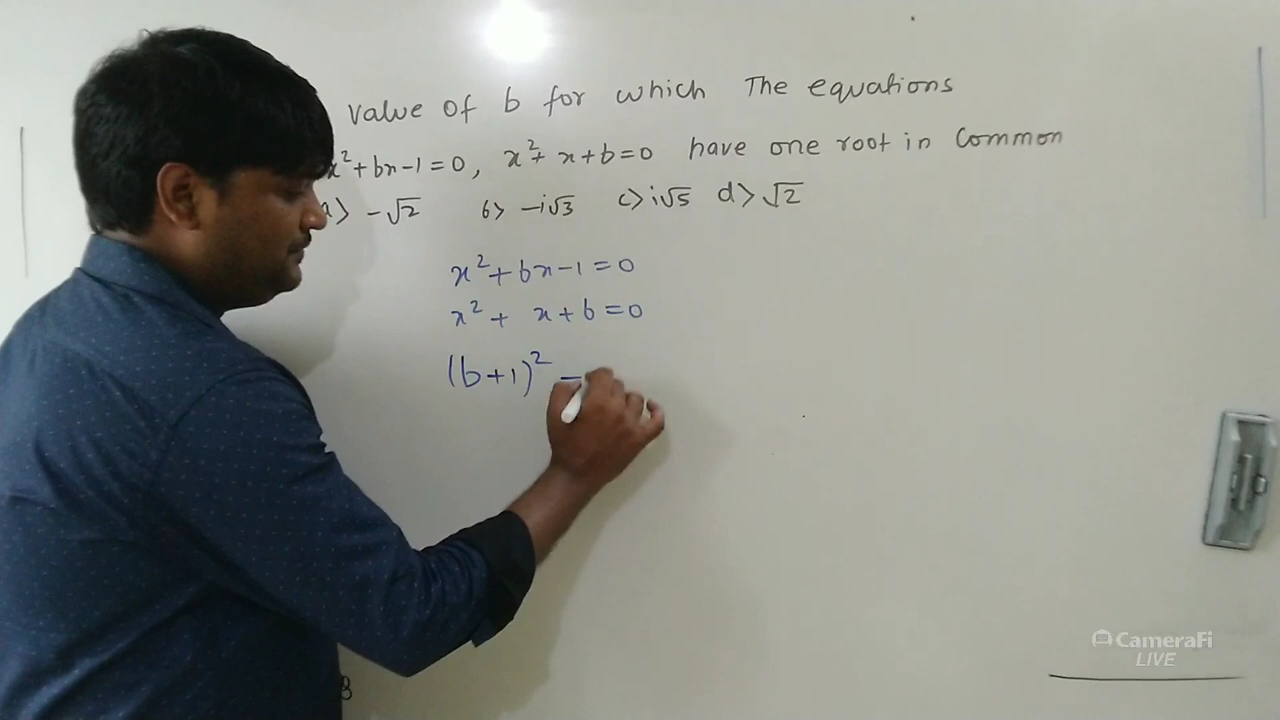 value of b for which The equations
x²+bx-1=0, x²+x+b=0 have one root in common
a> -√2 b> -i√3 c> i√5 d> √2
x²+bx-1=0
x²+ x+b=0
(b+1)² =
CameraFi
LIVE